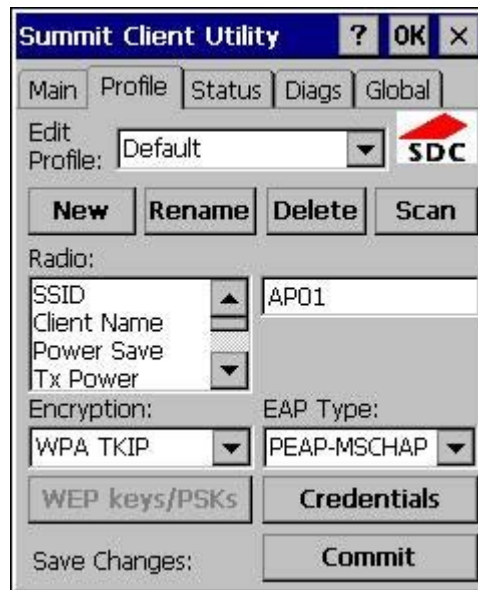 Summit Client Utility ? OK ×
Main Profile Status Diags Global
Edit Profile: Default
SDC
New Rename Delete Scan
Radio:
SSID
Client Name
Power Save
Tx Power
AP01
Encryption: EAP Type:
WPA TKIP PEAP-MSCHAP
WEP keys/PSKs Credentials
Save Changes: Commit